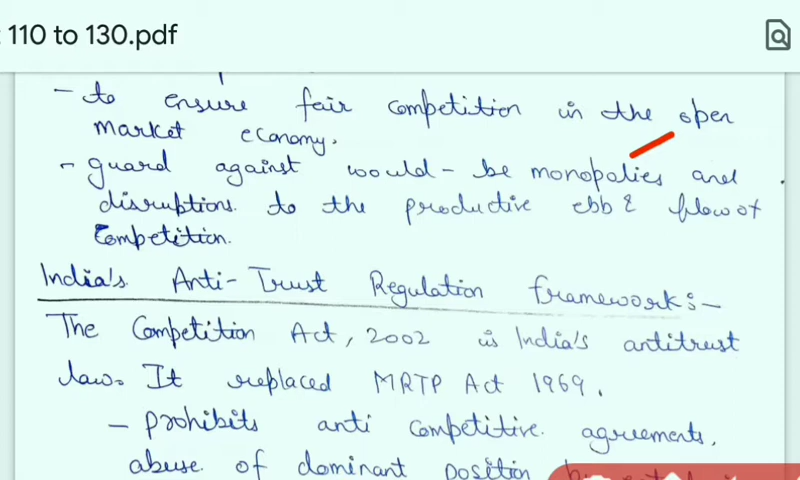 110 to 130.pdf
- to ensure fair competition in the open
market economy.
- guard against would-be monopolies and
disruptions to the productive ebb & flow of
competition.
India's Anti-Trust Regulation framework:-
The Competition Act, 2002 is India's antitrust
law. It replaced MRTP Act 1969.
- prohibits anti competitive agreements,
abuse of dominant position